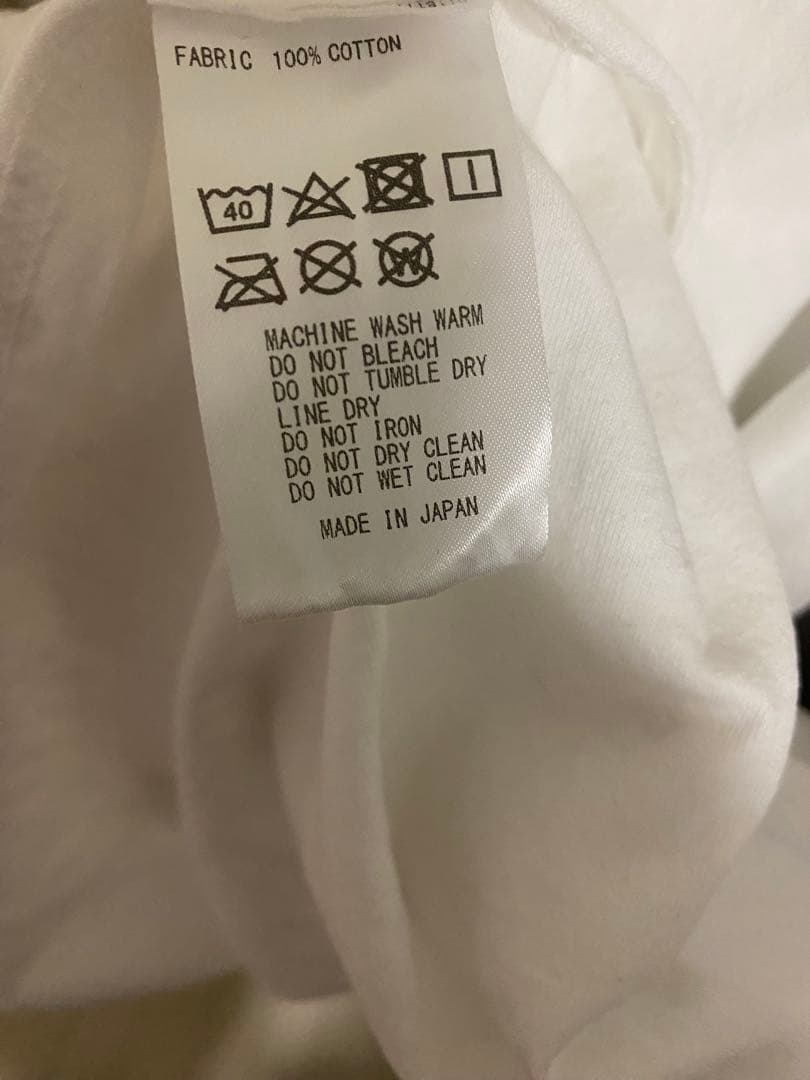 FABRIC 100% COTTON
40
W
MACHINE WASH WARM
DO NOT BLEACH
DO NOT TUMBLE DRY
LINE DRY
DO NOT IRON
DO NOT DRY CLEAN
DO NOT WET CLEAN
MADE IN JAPAN